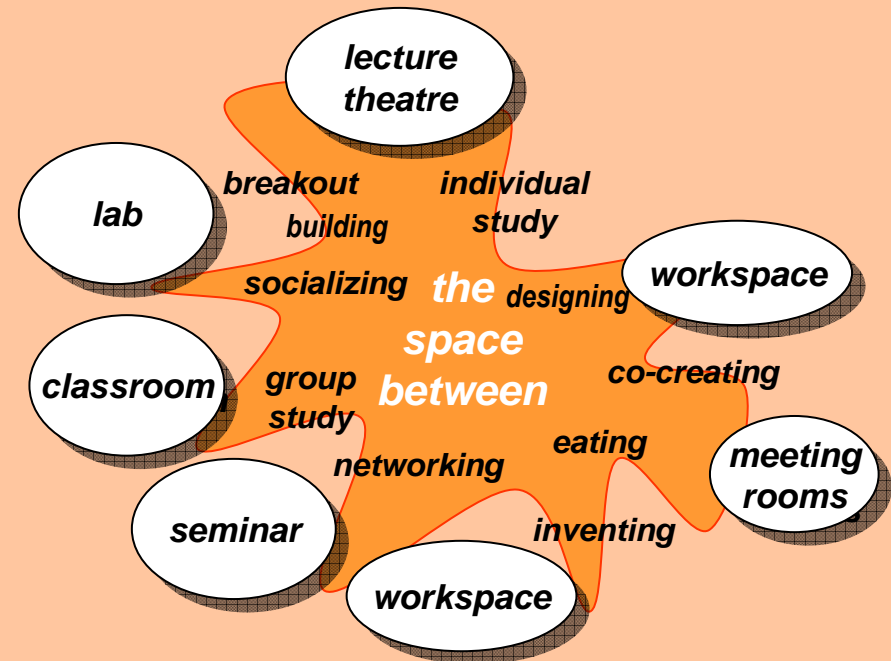 lecture
theatre
breakout
individual
study
building
lab
socializing
the
space
between
designing
workspace
classroom
group
study
co-creating
networking
eating
meeting
rooms
seminar
inventing
workspace